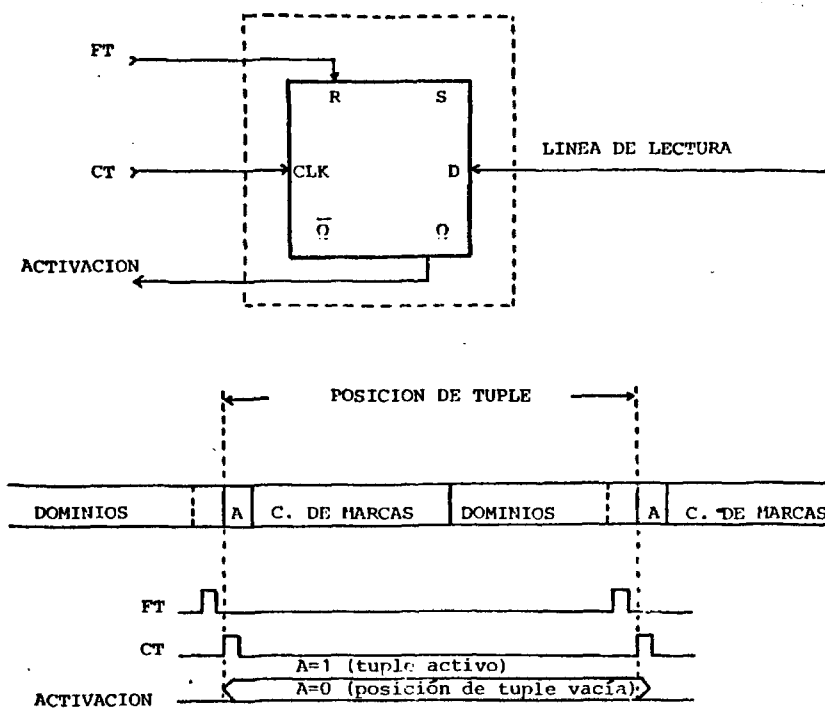 FT
R S
LINEA DE LECTURA
CT
CLK D
Q̅ Q
ACTIVACION
POSICION DE TUPLE
DOMINIOS A C. DE MARCAS DOMINIOS A C. DE MARCAS
FT
CT
A=1 (tuple activo)
A=0 (posición de tuple vacía)
ACTIVACION